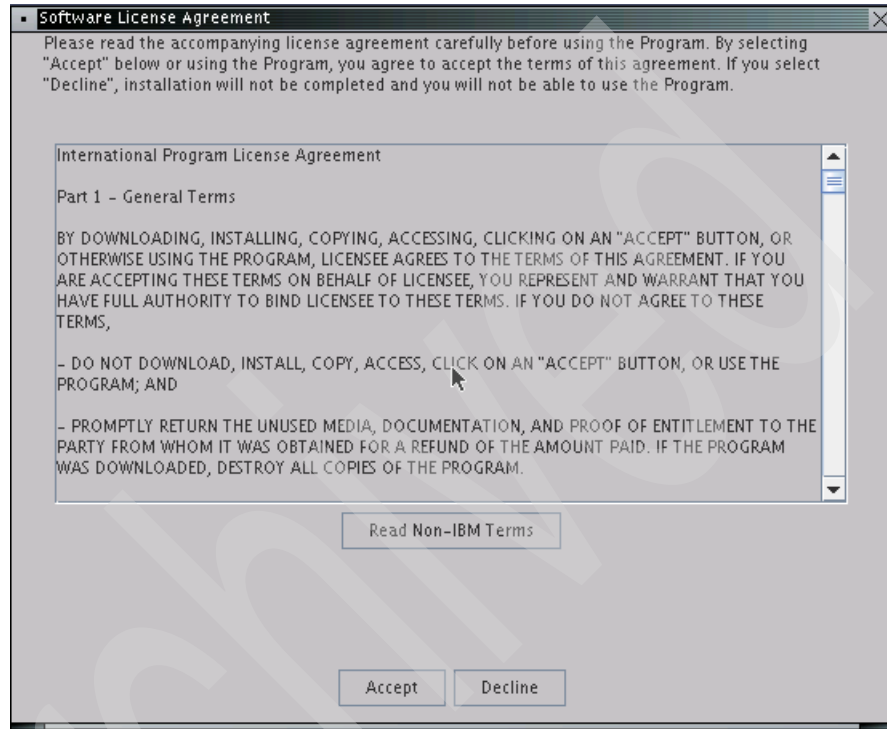 Software License Agreement
Please read the accompanying license agreement carefully before using the Program. By selecting
"Accept" below or using the Program, you agree to accept the terms of this agreement. If you select
"Decline", installation will not be completed and you will not be able to use the Program.
International Program License Agreement
Part 1 – General Terms
BY DOWNLOADING, INSTALLING, COPYING, ACCESSING, CLICKING ON AN "ACCEPT" BUTTON, OR
OTHERWISE USING THE PROGRAM, LICENSEE AGREES TO THE TERMS OF THIS AGREEMENT. IF YOU
ARE ACCEPTING THESE TERMS ON BEHALF OF LICENSEE, YOU REPRESENT AND WARRANT THAT YOU
HAVE FULL AUTHORITY TO BIND LICENSEE TO THESE TERMS. IF YOU DO NOT AGREE TO THESE
TERMS,
– DO NOT DOWNLOAD, INSTALL, COPY, ACCESS, CLICK ON AN "ACCEPT" BUTTON, OR USE THE
PROGRAM; AND
– PROMPTLY RETURN THE UNUSED MEDIA, DOCUMENTATION, AND PROOF OF ENTITLEMENT TO THE
PARTY FROM WHOM IT WAS OBTAINED FOR A REFUND OF THE AMOUNT PAID. IF THE PROGRAM
WAS DOWNLOADED, DESTROY ALL COPIES OF THE PROGRAM.
Read Non–IBM Terms
Accept
Decline